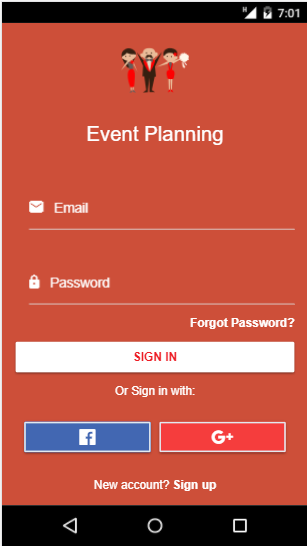 H 7:01
Event Planning
Email
Password
Forgot Password?
SIGN IN
Or Sign in with:
f G+
New account? Sign up